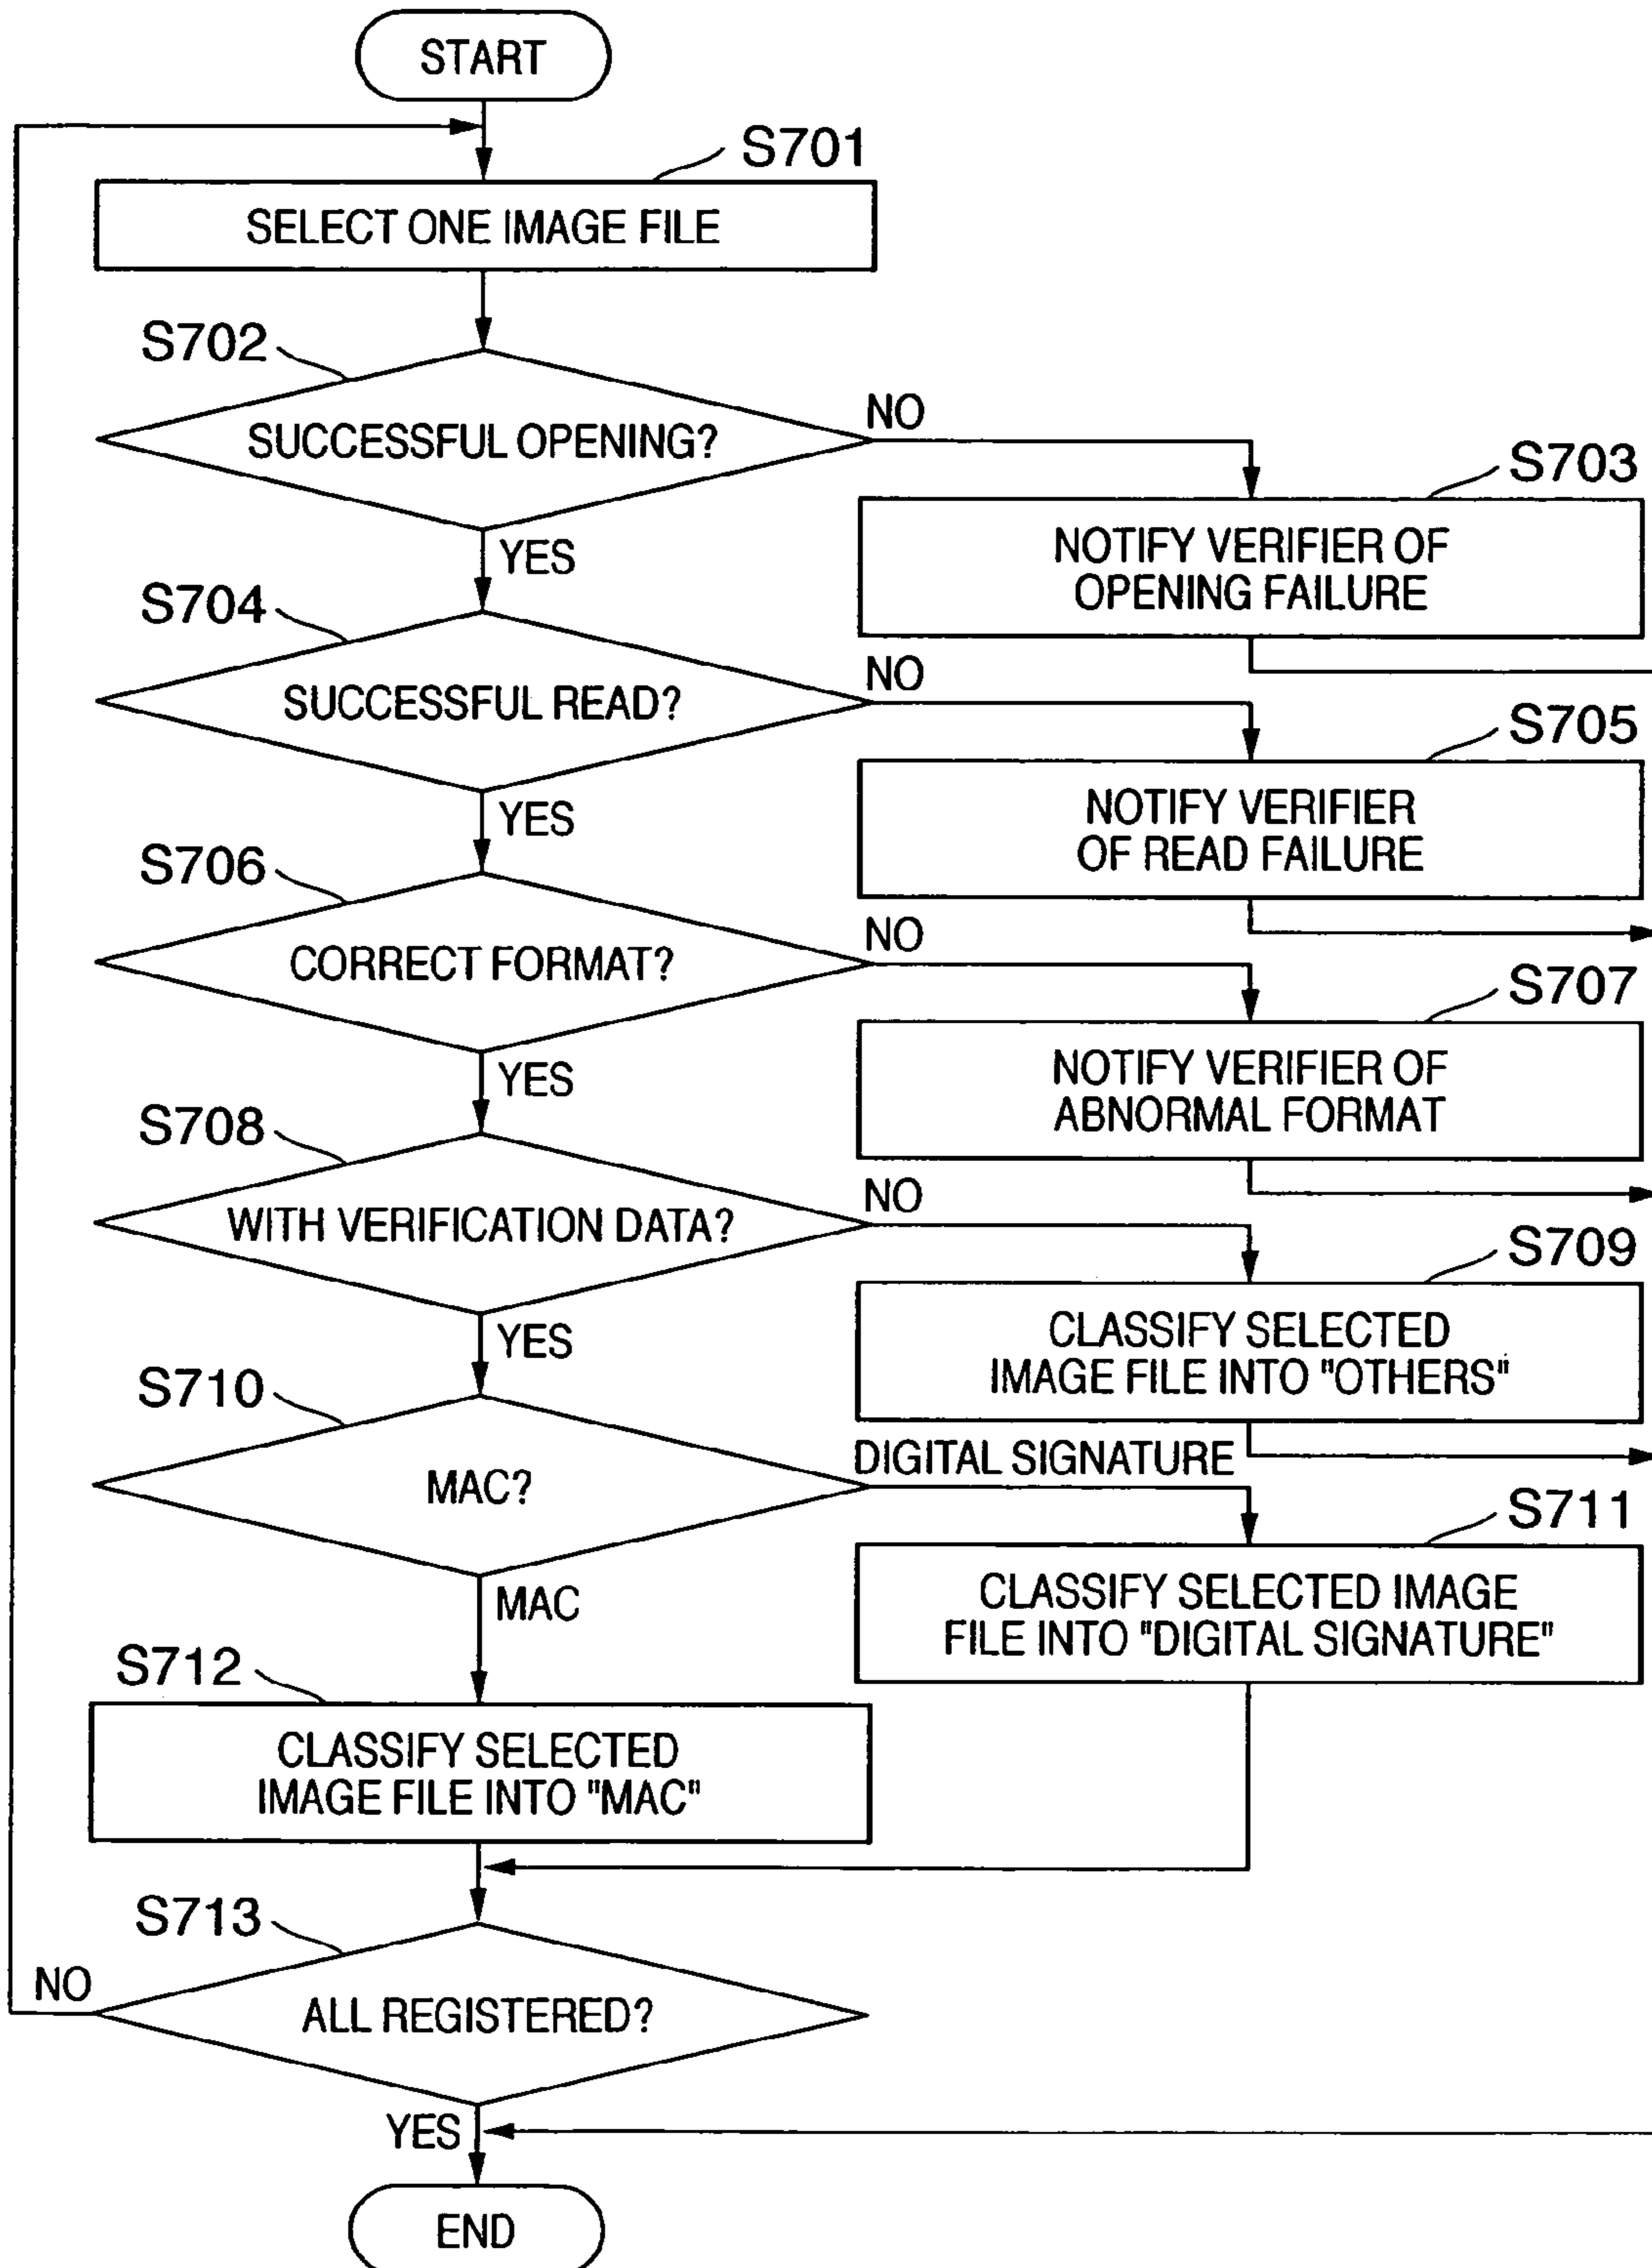 START
S701
SELECT ONE IMAGE FILE
S702
SUCCESSFUL OPENING?
NO
S703
NOTIFY VERIFIER OF
OPENING FAILURE
YES
S704
SUCCESSFUL READ?
NO
S705
NOTIFY VERIFIER
OF READ FAILURE
YES
S706
CORRECT FORMAT?
NO
S707
NOTIFY VERIFIER OF
ABNORMAL FORMAT
YES
S708
WITH VERIFICATION DATA?
NO
S709
CLASSIFY SELECTED
IMAGE FILE INTO "OTHERS"
YES
S710
MAC?
DIGITAL SIGNATURE
S711
CLASSIFY SELECTED IMAGE
FILE INTO "DIGITAL SIGNATURE"
MAC
S712
CLASSIFY SELECTED
IMAGE FILE INTO "MAC"
S713
ALL REGISTERED?
NO
YES
END